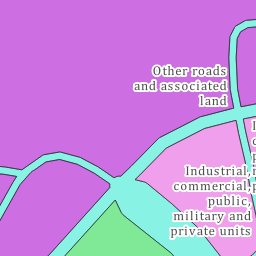 Other roads
and associated
land
Industrial,
commercial,
public,
military and
private units